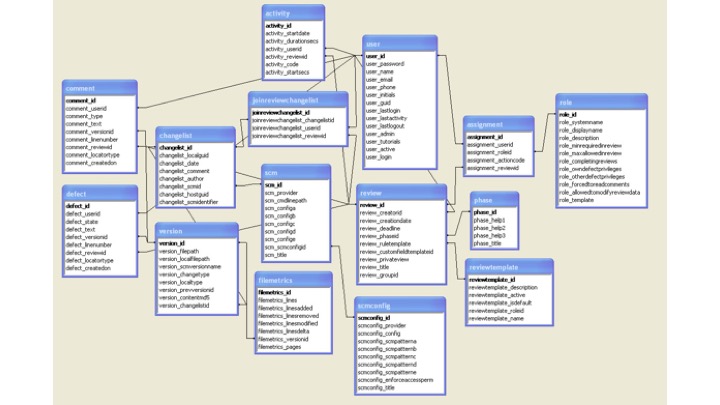 activity
activity_id
activity_startdate
activity_durationsecs
activity_userid
activity_reviewid
activity_code
activity_startsecs
user
user_id
user_password
user_name
user_email
user_phone
user_initials
user_guid
user_lastlogin
user_lastactivity
user_lastlogout
user_admin
user_tutorials
user_active
user_login
comment
comment_id
comment_userid
comment_type
comment_text
comment_versionid
comment_linenumber
comment_reviewid
comment_locatortype
comment_createdon
joinreviewchangelist
joinreviewchangelist_id
joinreviewchangelist_changelistid
joinreviewchangelist_userid
joinreviewchangelist_reviewid
role
role_id
role_systemname
role_displayname
role_description
role_minrequiredinreview
role_maxallowedinreview
role_completingreviews
role_owndefectprivileges
role_otherdefectprivileges
role_forcedtoreadcomments
role_allowedtomodifyreviewdata
role_template
assignment
assignment_id
assignment_userid
assignment_roleid
assignment_actioncode
assignment_reviewid
changelist
changelist_id
changelist_localguid
changelist_date
changelist_comment
changelist_author
changelist_scmid
changelist_hostguid
changelist_scmidentifier
scm
scm_id
scm_provider
scm_cmdlinepath
scm_configa
scm_configb
scm_configc
scm_configd
scm_confige
scm_scmconfigid
scm_title
defect
defect_id
defect_userid
defect_state
defect_text
defect_versionid
defect_linenumber
defect_reviewid
defect_locatortype
defect_createdon
review
review_id
review_creatorid
review_creationdate
review_deadline
review_phaseid
review_ruletemplate
review_customfieldtemplateid
review_privateview
review_title
review_groupid
phase
phase_id
phase_help1
phase_help2
phase_help3
phase_title
version
version_id
version_filepath
version_localfilepath
version_scmversionname
version_changetype
version_localtype
version_prevversionid
version_contentmd5
version_changelistid
reviewtemplate
reviewtemplate_id
reviewtemplate_description
reviewtemplate_active
reviewtemplate_isdefault
reviewtemplate_roleid
reviewtemplate_name
filemetrics
filemetrics_id
filemetrics_lines
filemetrics_linesadded
filemetrics_linesremoved
filemetrics_linesmodified
filemetrics_linesdelta
filemetrics_versionid
filemetrics_pages
scmconfig
scmconfig_id
scmconfig_provider
scmconfig_config
scmconfig_scmpatterna
scmconfig_scmpatternb
scmconfig_scmpatternc
scmconfig_scmpatternd
scmconfig_scmpatterne
scmconfig_enforceaccessperm
scmconfig_title